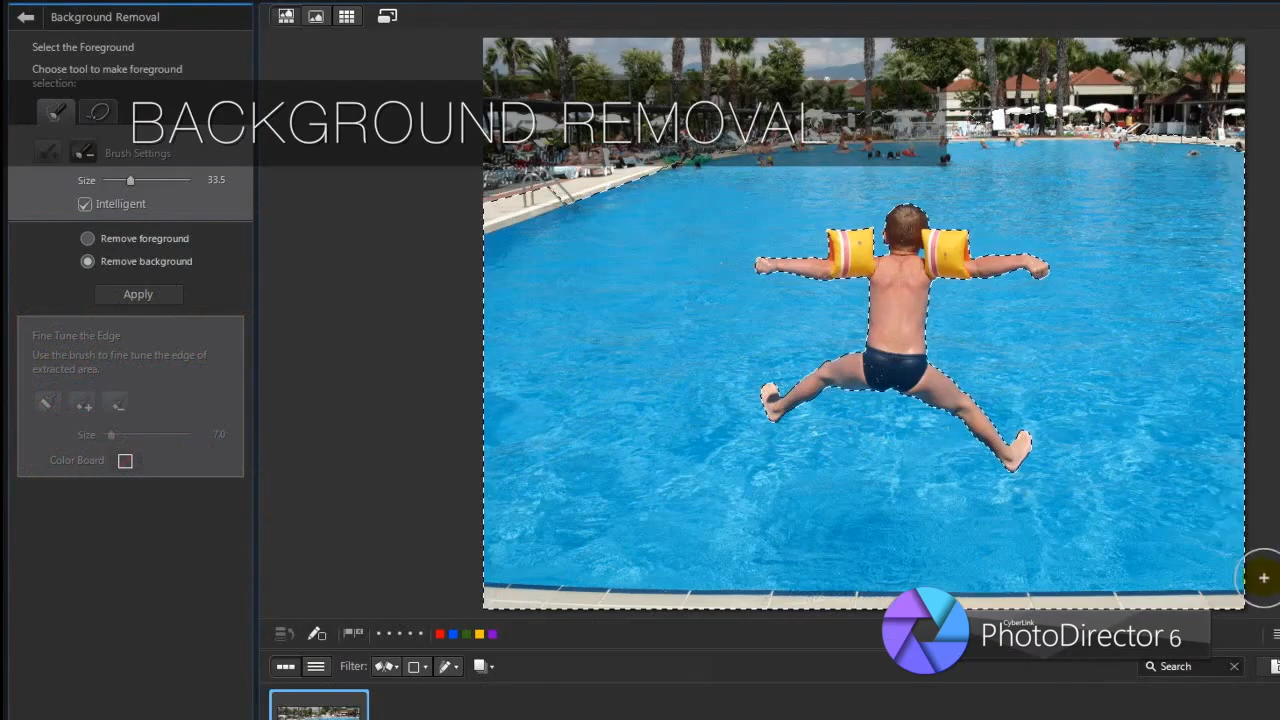 Background Removal
Select the Foreground
Choose tool to make foreground
selection:
BACKGROUND REMOVAL
Brush Settings
Size 33.5
Intelligent
Remove foreground
Remove background
Apply
Fine Tune the Edge
Use the brush to fine tune the edge of
extracted area.
Size 7.0
Color Board
CyberLink
PhotoDirector 6
Filter:
Search